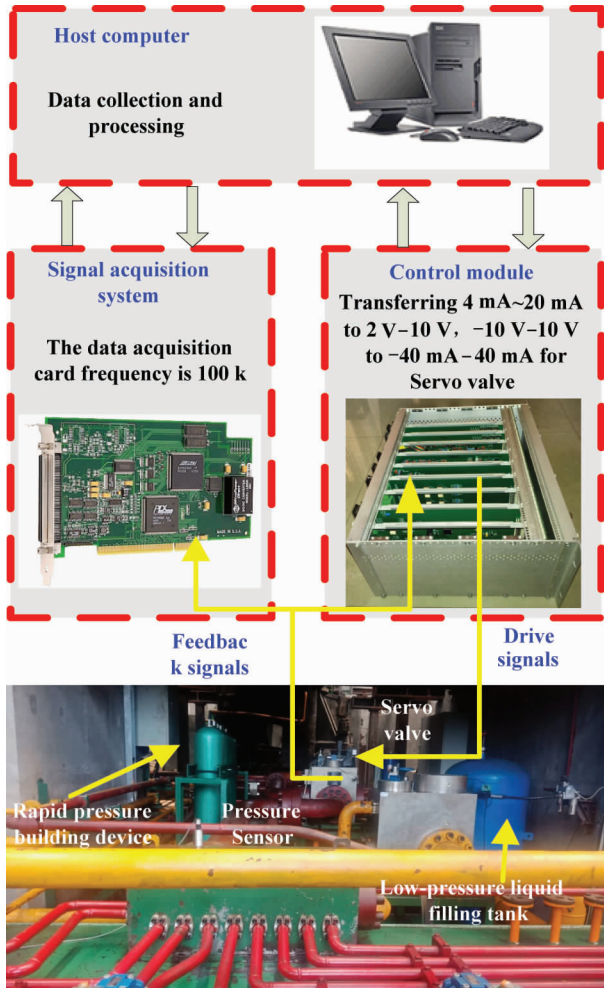 Host computer
Data collection and
processing
Signal acquisition
system
The data acquisition
card frequency is 100 k
Control module
Transferring 4 mA~20 mA
to 2 V–10 V, −10 V–10 V
to −40 mA–40 mA for
Servo valve
Feedbac
k signals
Drive
signals
Servo
valve
Rapid pressure
building device
Pressure
Sensor
Low-pressure liquid
filling tank